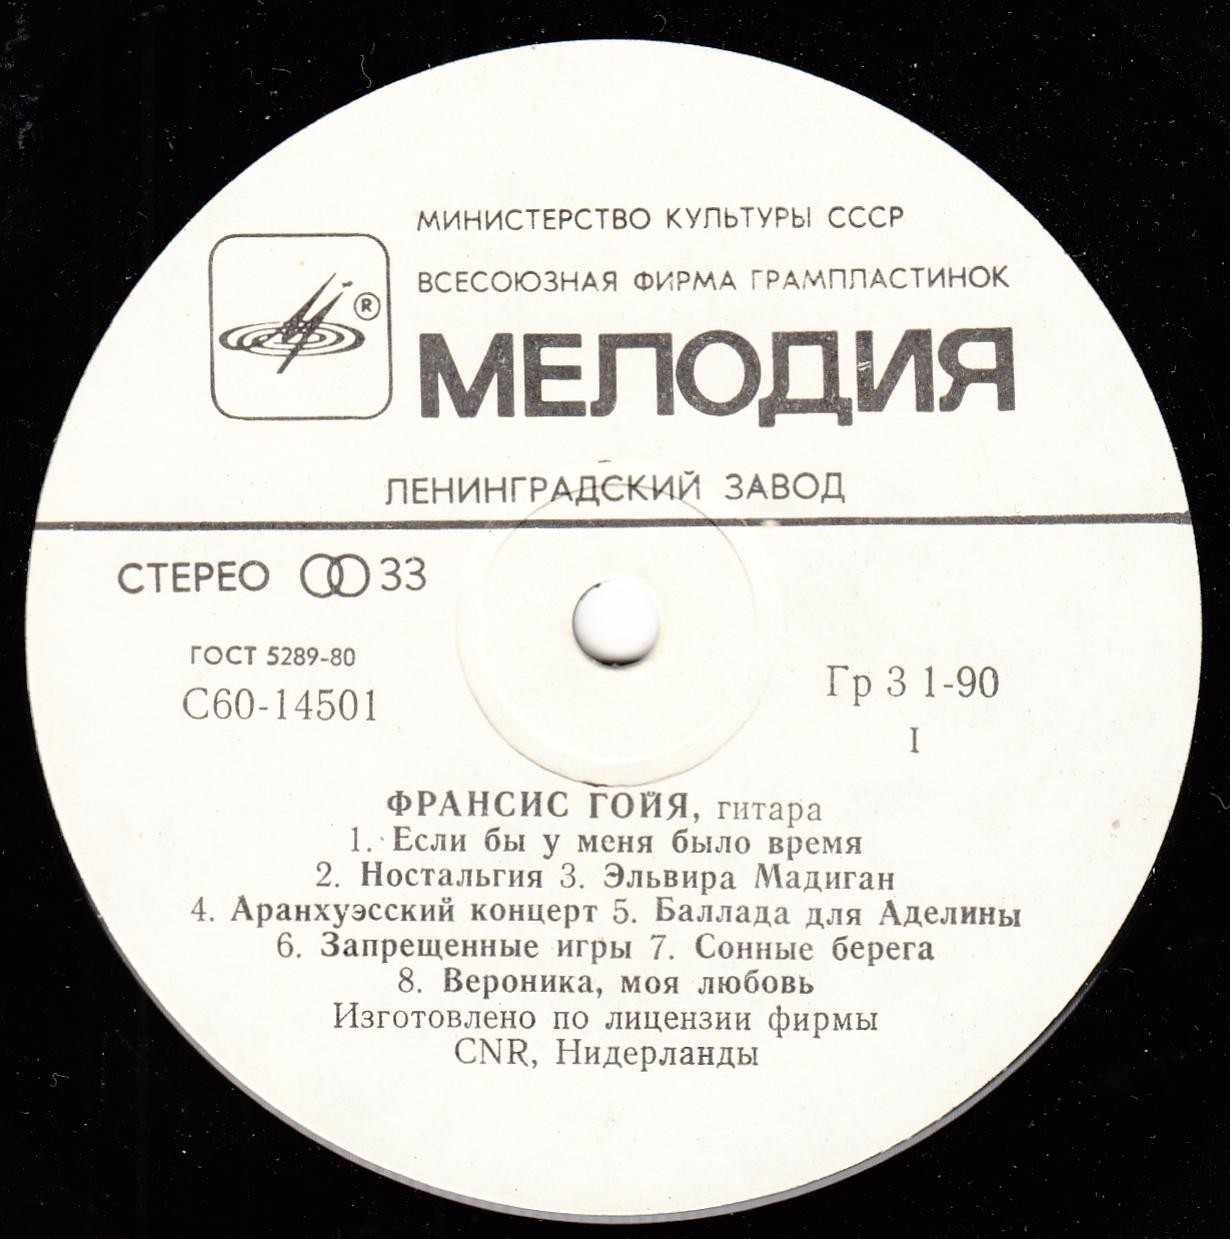 МИНИСТЕРСТВО КУЛЬТУРЫ СССР
ВСЕСОЮЗНАЯ ФИРМА ГРАМПЛАСТИНОК
®
МЕЛОДИЯ
ЛЕНИНГРАДСКИЙ ЗАВОД
СТЕРЕО 33
ГОСТ 5289-80
С60-14501
Гр 3 1-90
I
ФРАНСИС ГОЙЯ, гитара
1. Если бы у меня было время
2. Ностальгия 3. Эльвира Мадиган
4. Аранхуэсский концерт 5. Баллада для Аделины
6. Запрещенные игры 7. Сонные берега
8. Вероника, моя любовь
Изготовлено по лицензии фирмы
CNR, Нидерланды